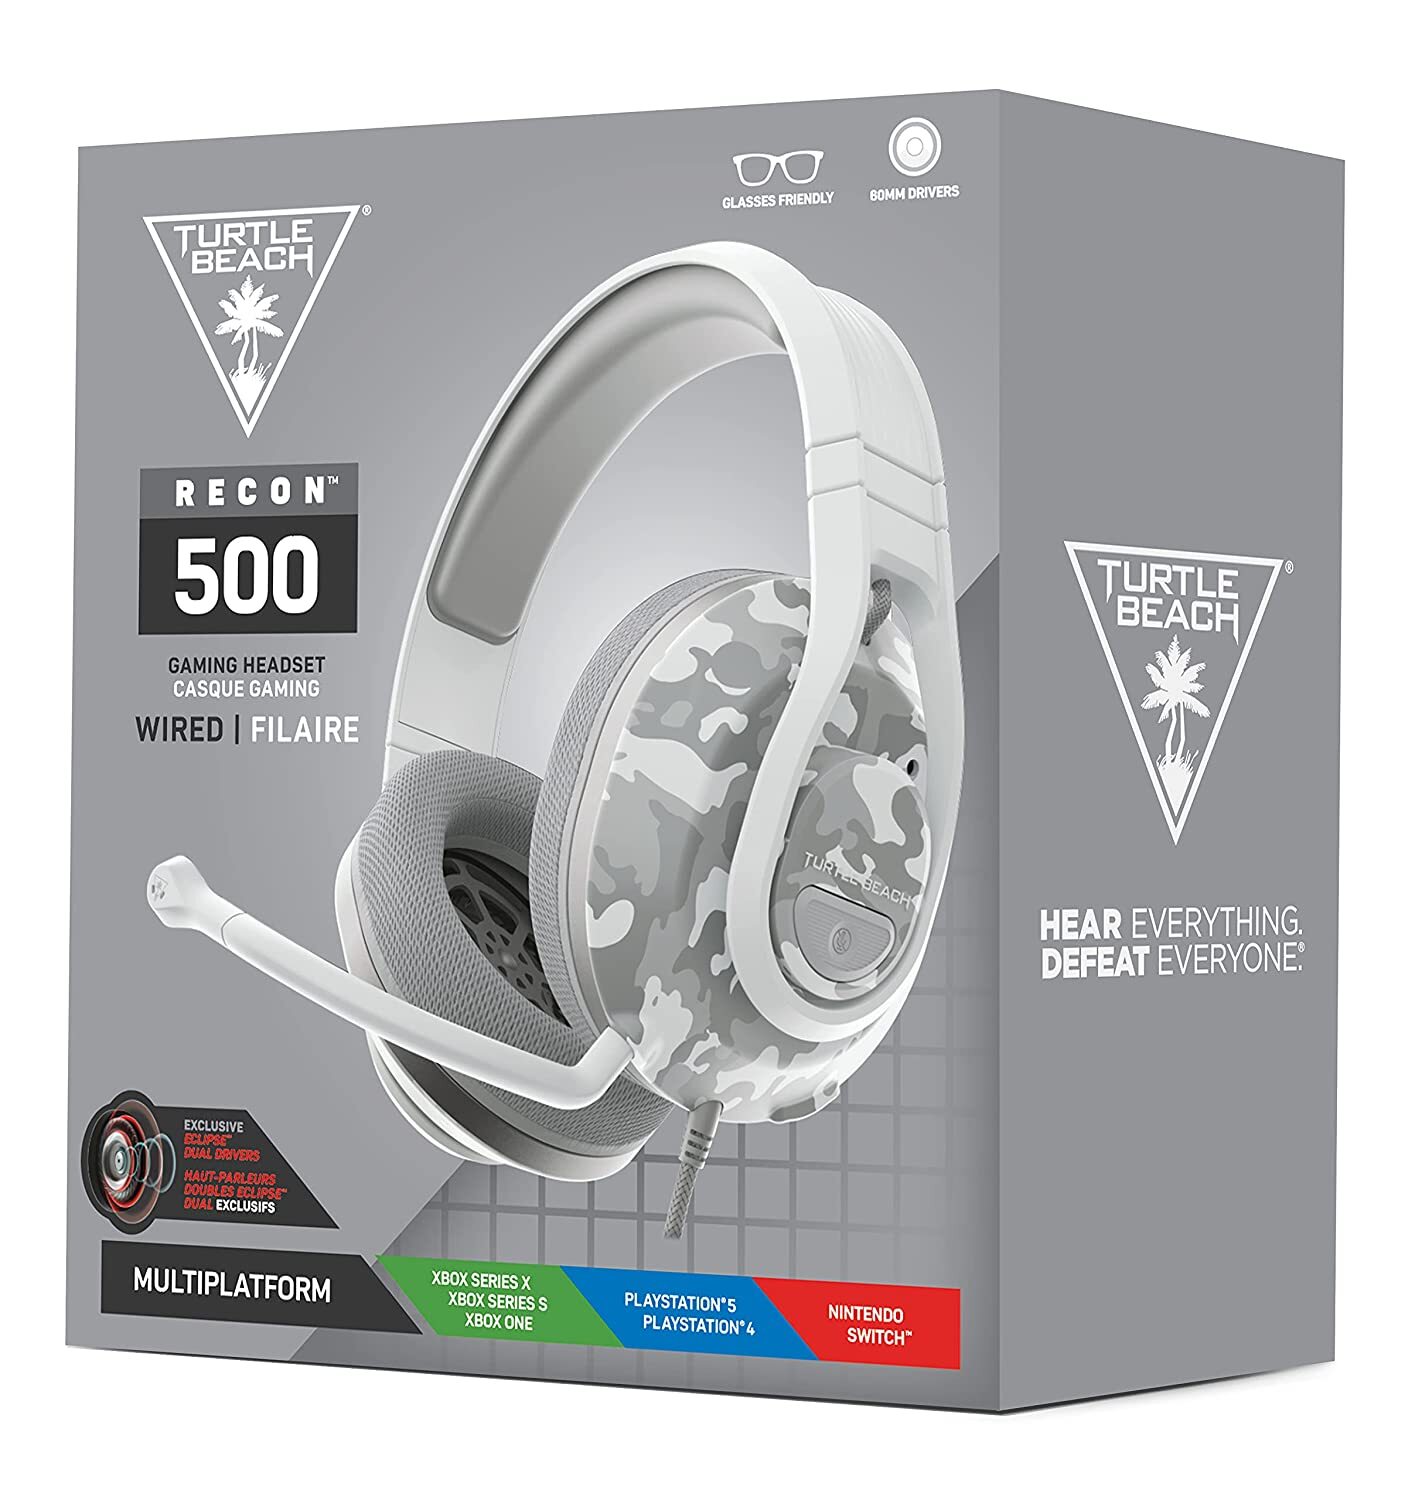 GLASSES FRIENDLY
60MM DRIVERS
TURTLE
BEACH®
RECON™
500
GAMING HEADSET
CASQUE GAMING
WIRED | FILAIRE
TURTLE BEACH
EXCLUSIVE
ECLIPSE™
DUAL DRIVERS
HAUT-PARLEURS
DOUBLES ECLIPSE™
DUAL EXCLUSIFS
MULTIPLATFORM
XBOX SERIES X
XBOX SERIES S
XBOX ONE
PLAYSTATION®5
PLAYSTATION®4
NINTENDO
SWITCH™
TURTLE
BEACH®
HEAR EVERYTHING.
DEFEAT EVERYONE.®